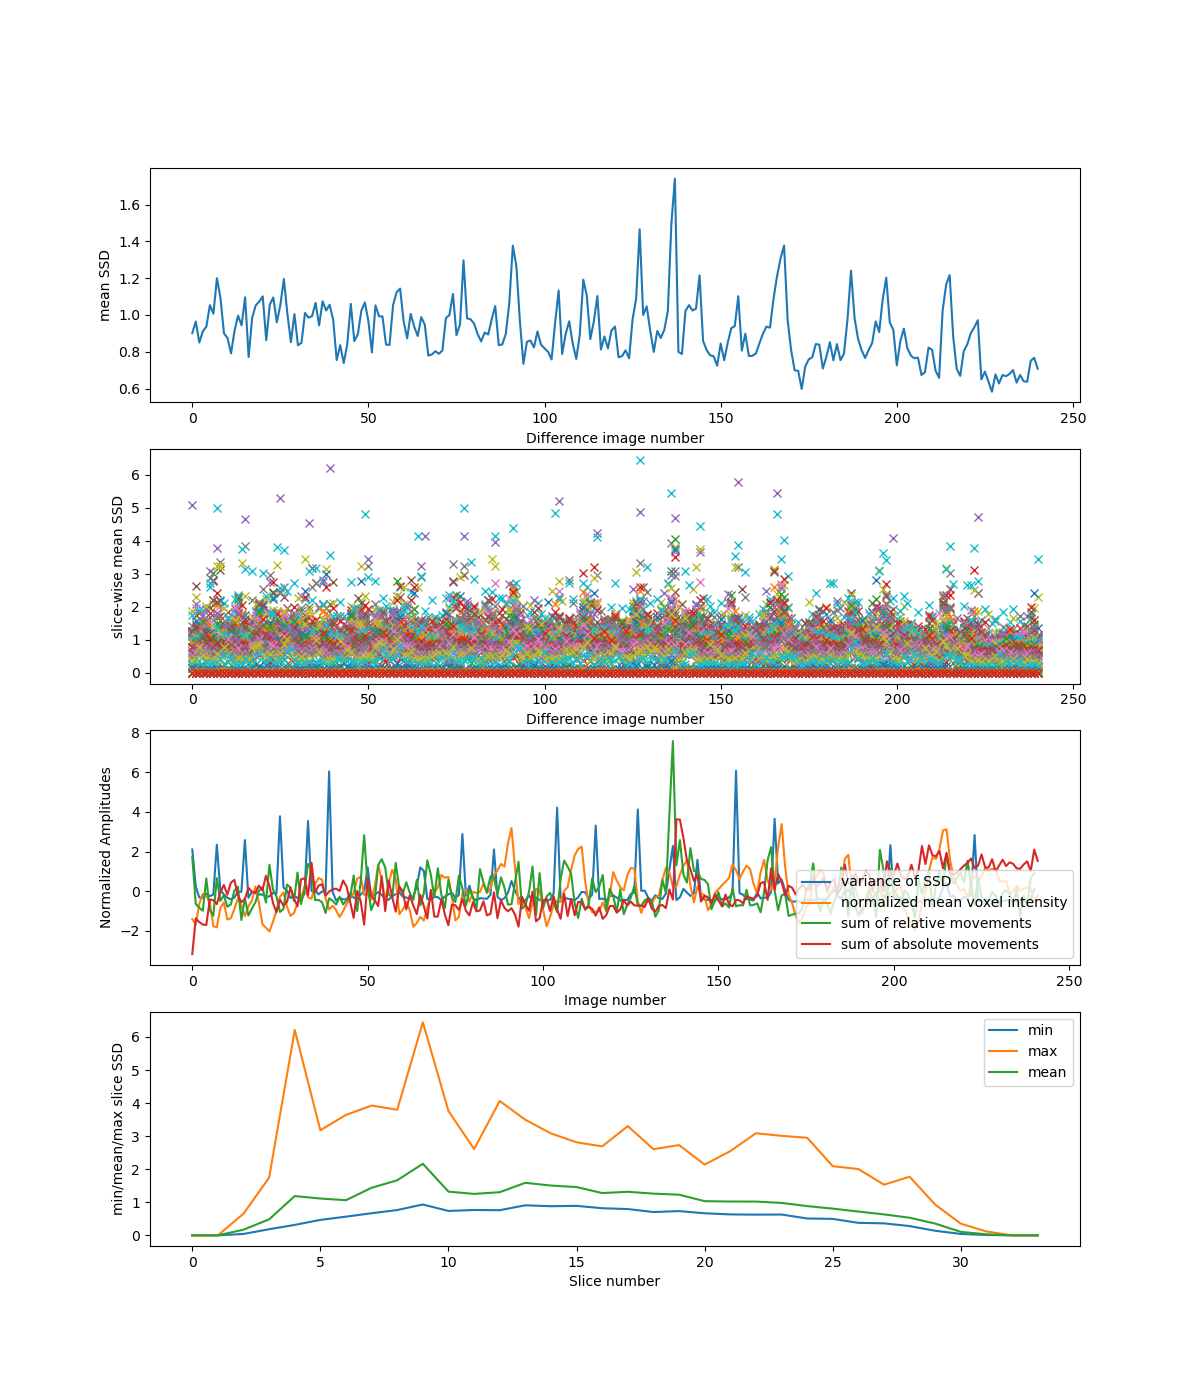 mean SSD
1.6
1.4
1.2
1.0
0.8
0.6
0 50 100 150 200 250
Difference image number
slice-wise mean SSD
6
5
4
3
2
1
0
0 50 100 150 200 250
Difference image number
Normalized Amplitudes
8
6
4
2
0
−2
variance of SSD
normalized mean voxel intensity
sum of relative movements
sum of absolute movements
0 50 100 150 200 250
Image number
min/mean/max slice SSD
6
5
4
3
2
1
0
min
max
mean
0 5 10 15 20 25 30
Slice number